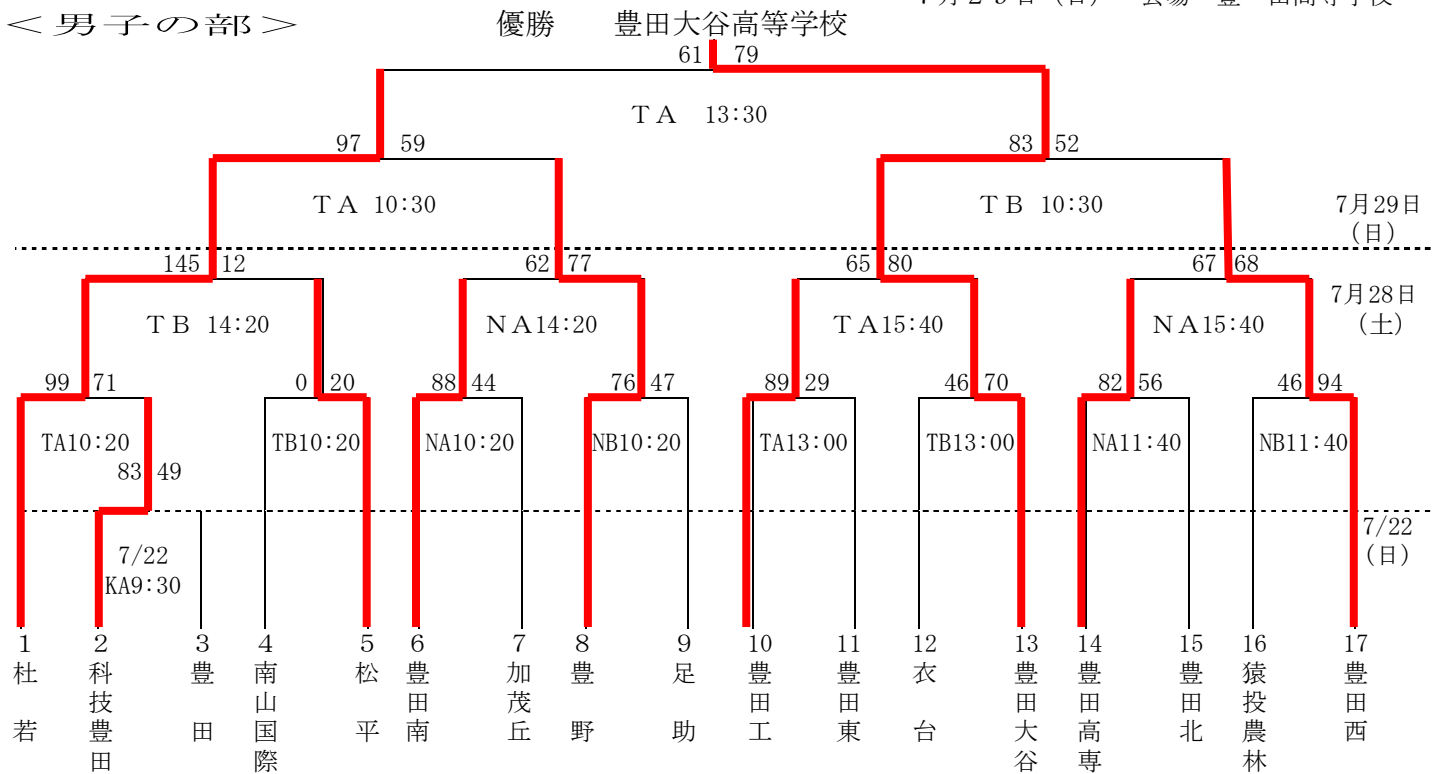 ＜男子の部＞
優勝 豊田大谷高等学校
61 79
ＴＡ 13:30
97 59 83 52
ＴＡ 10:30 ＴＢ 10:30 7月29日
（日）
145 12 62 77 65 80 67 68
7月28日
ＴＢ 14:20 ＮＡ14:20 ＴＡ15:40 ＮＡ15:40 （土）
99 71 0 20 88 44 76 47 89 29 46 70 82 56 46 94
TA10:20 TB10:20 NA10:20 NB10:20 TA13:00 TB13:00 NA11:40 NB11:40
83 49
7/22
（日）
7/22
KA9:30
1 2 3 4 5 6 7 8 9 10 11 12 13 14 15 16 17
杜若
科技豊田
豊田
南山国際
松平
豊田南
加茂丘
豊野
足助
豊田工
豊田東
衣台
豊田大谷
豊田高専
豊田北
猿投農林
豊田西